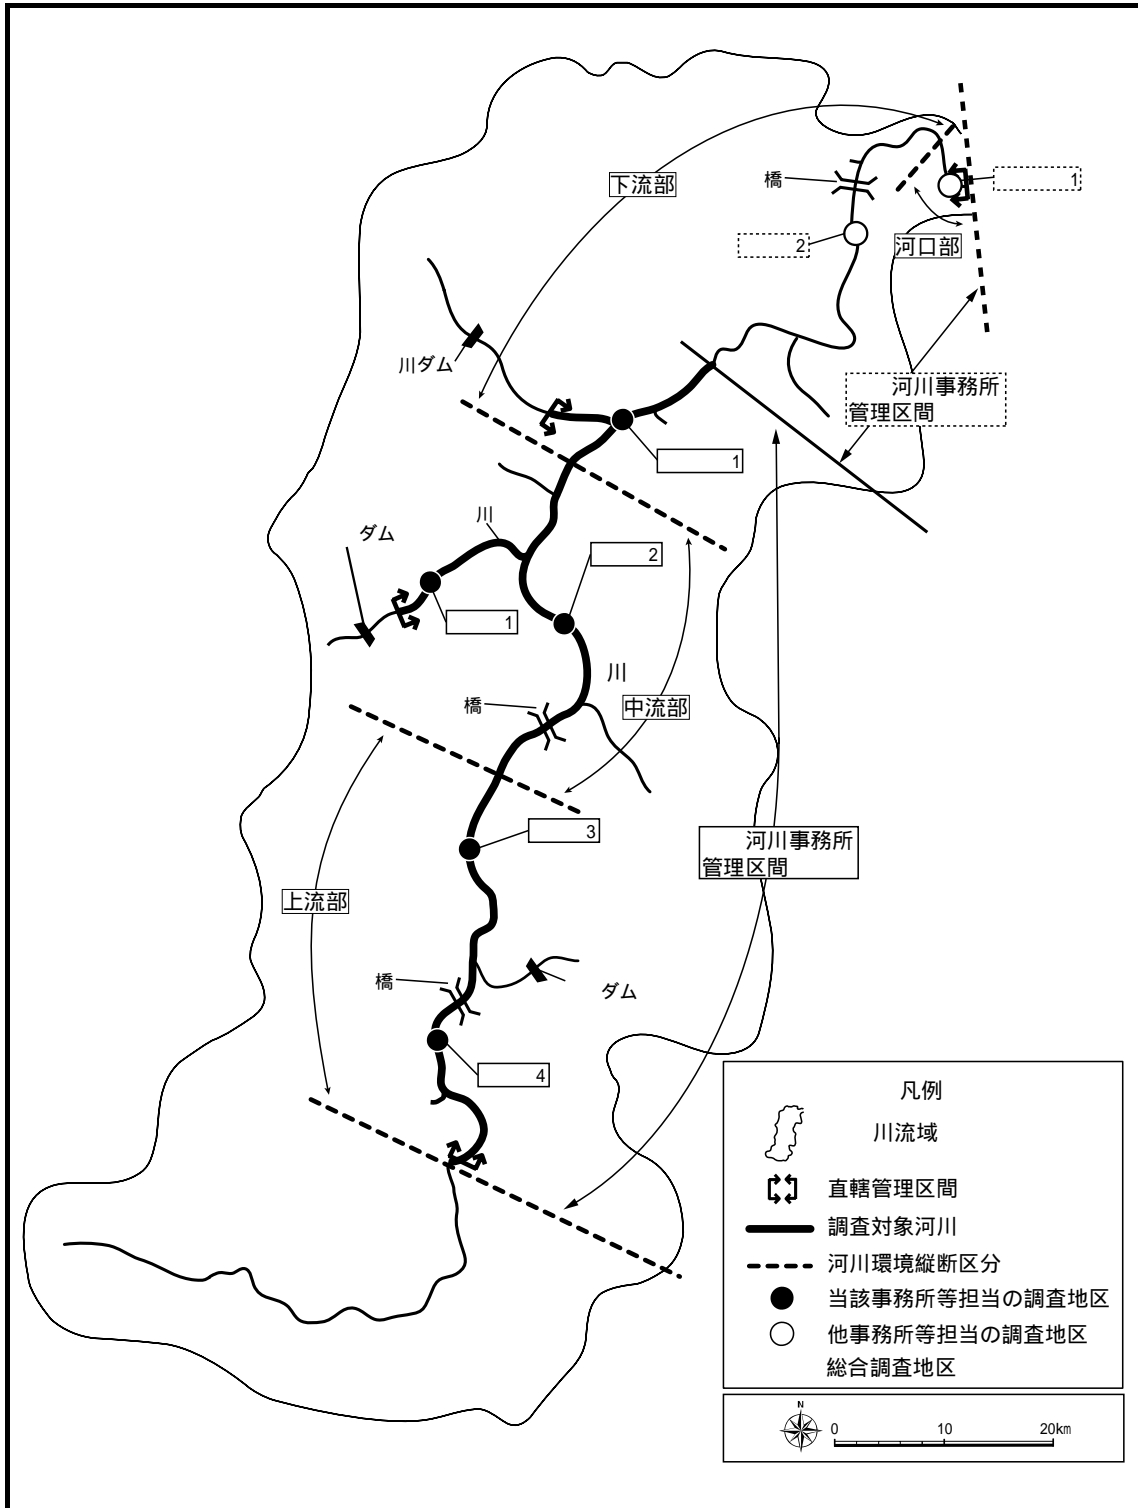 橋
1
下流部
2
河口部
川ダム
河川事務所
管理区間
1
川
ダム
2
1
川
橋
中流部
3
河川事務所
管理区間
上流部
橋
ダム
4
凡例
川流域
直轄管理区間
調査対象河川
河川環境縦断区分
当該事務所等担当の調査地区
他事務所等担当の調査地区
総合調査地区
N
0 10 20km